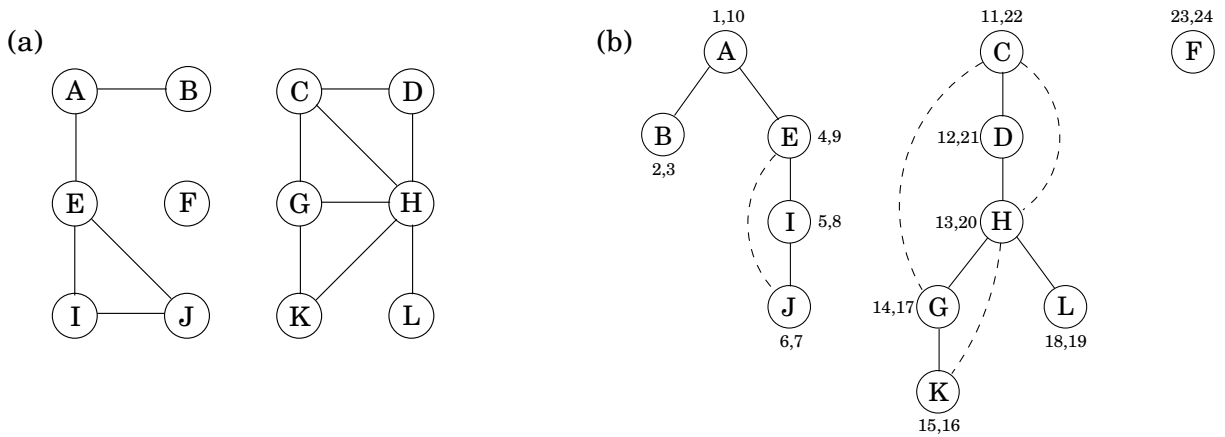 (a)
A B C D
E F G H
I J K L
(b)
1,10 11,22 23,24
A C F
B E 4,9 12,21 D
2,3
I 5,8 13,20 H
J 14,17 G L
6,7 18,19
K
15,16